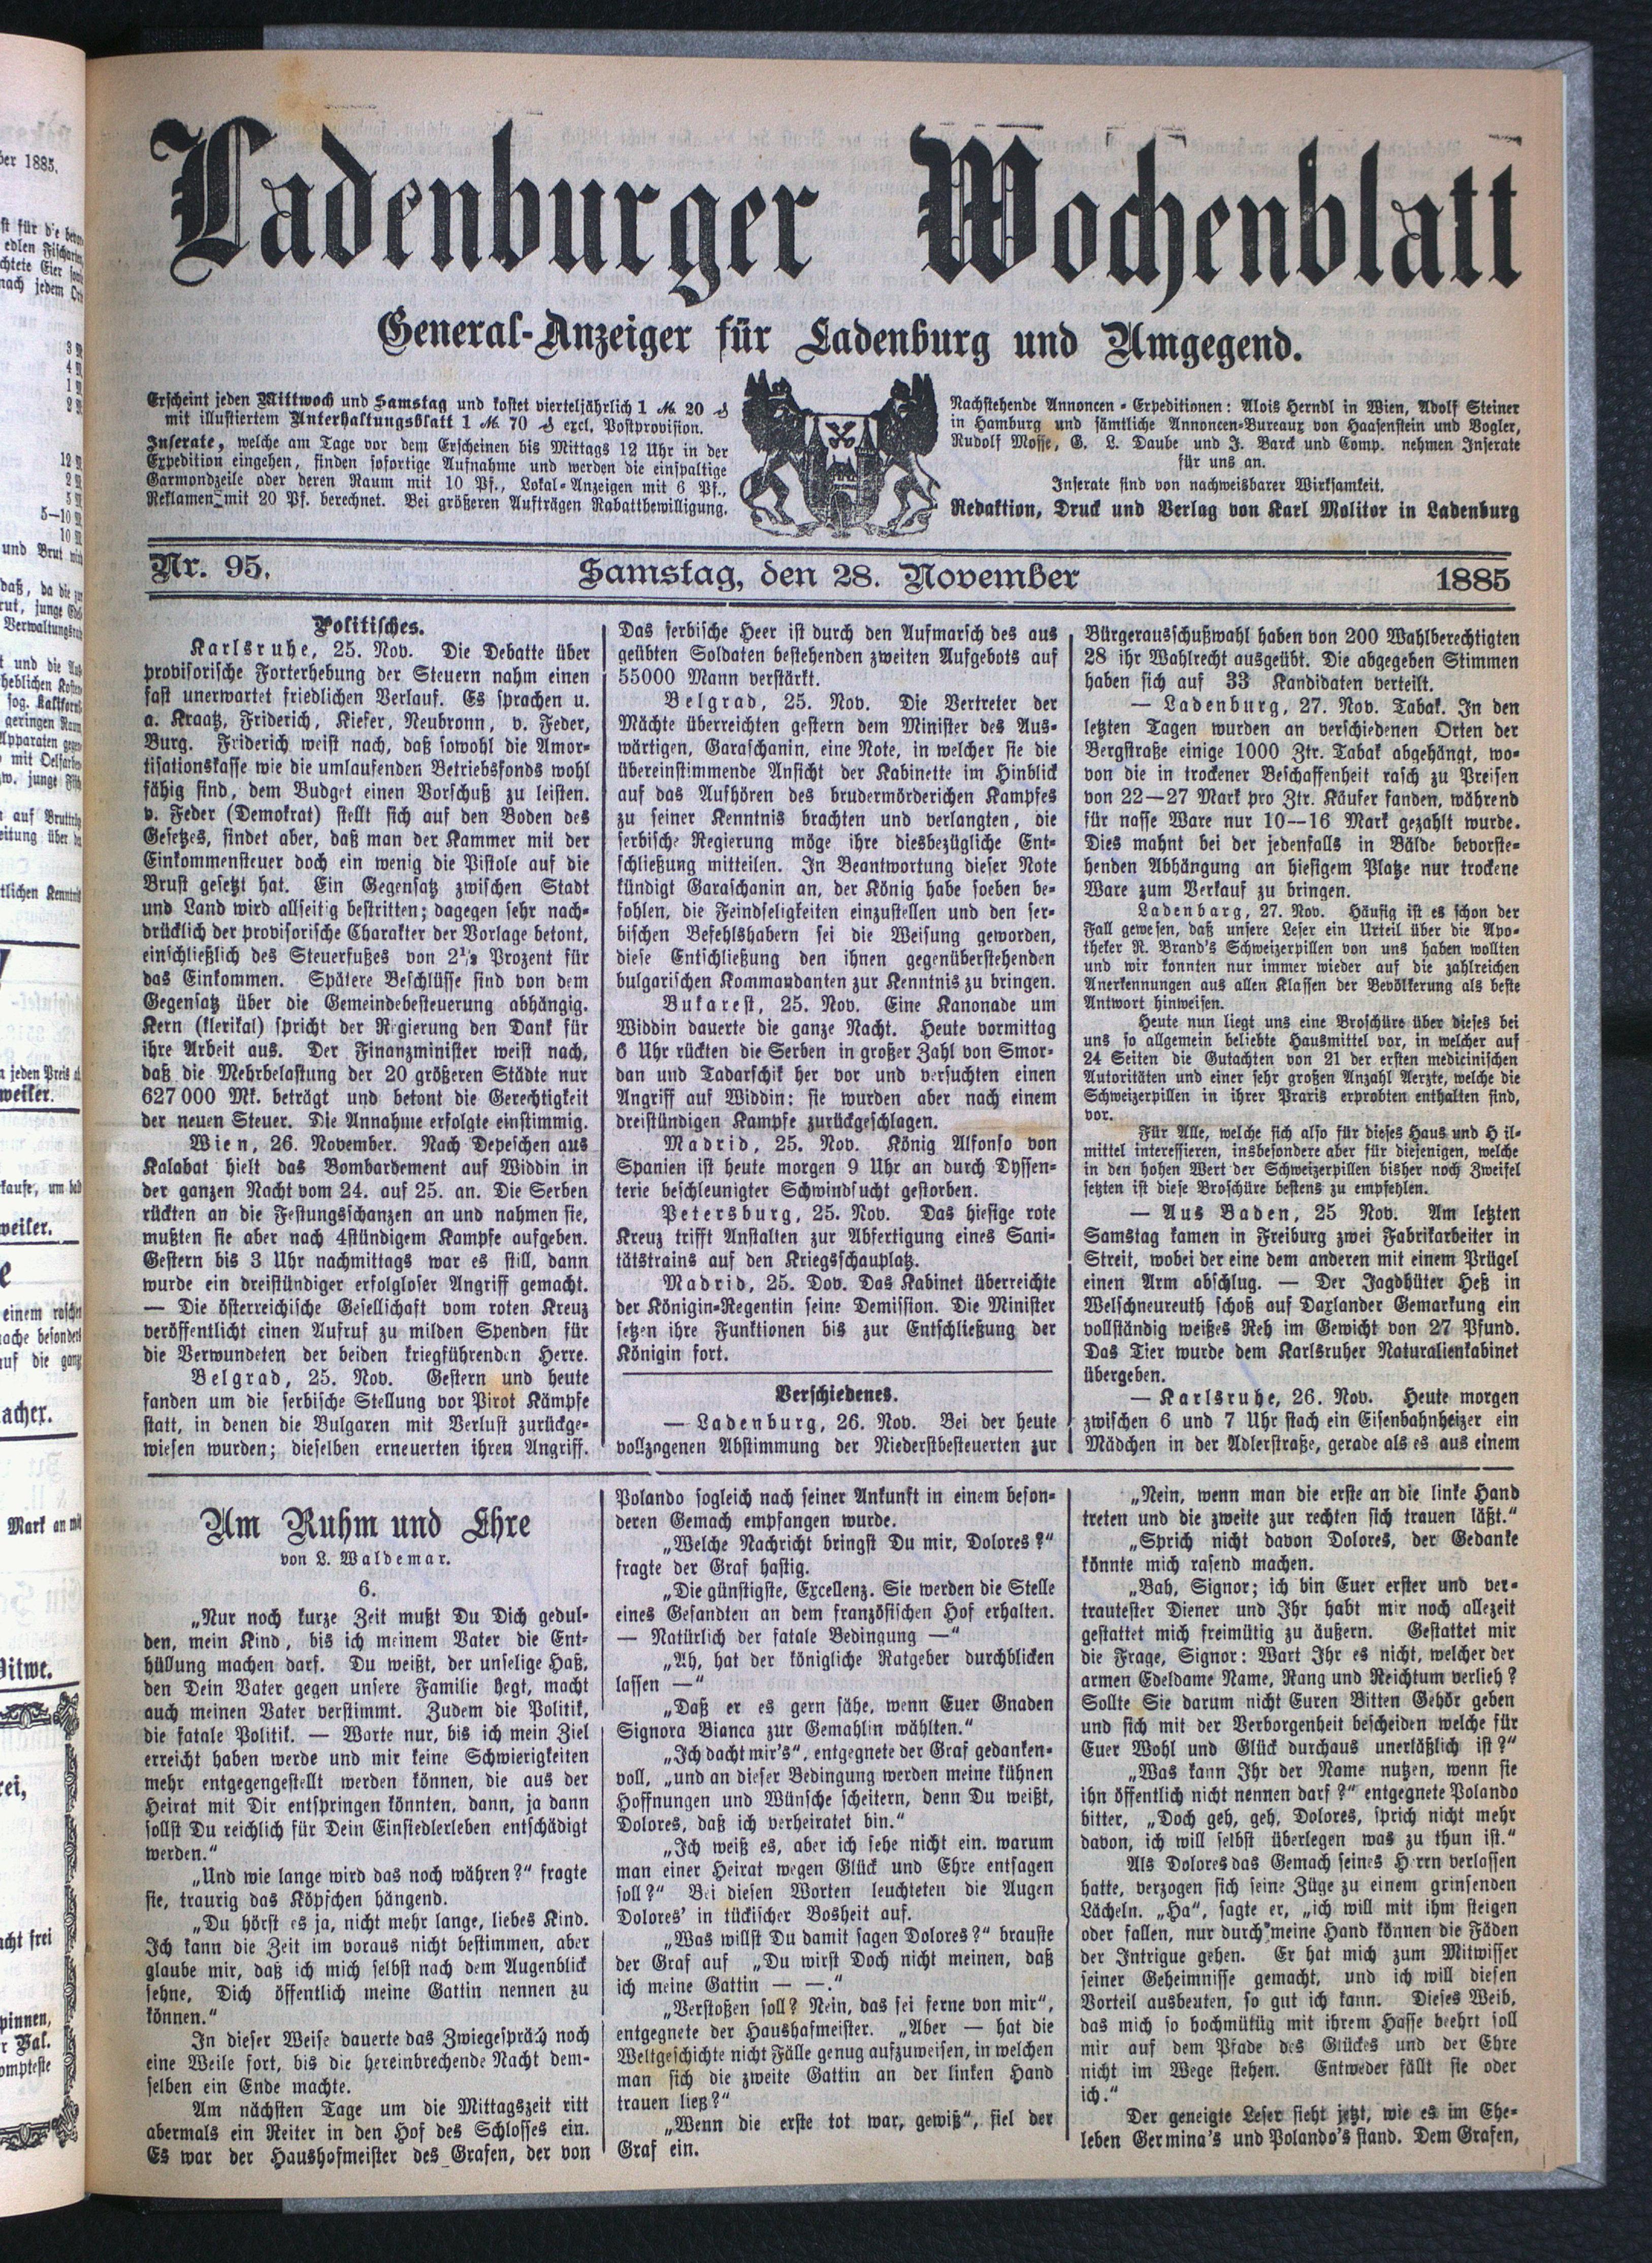 Ladenburger Wochenblatt
General-Anzeiger für Ladenburg und Umgegend.
Erscheint jeden Mittwoch und Samstag und kostet vierteljährlich 1 M. 20 ₰
mit illustriertem Unterhaltungsblatt 1 M. 70 ₰ excl. Postprovision.
Inserate, welche am Tage vor dem Erscheinen bis Mittags 12 Uhr in der
Expedition eingehen, finden sofortige Aufnahme und werden die einspaltige
Garmondzeile oder deren Raum mit 10 Pf., Lokal-Anzeigen mit 6 Pf.,
Reklamen mit 20 Pf. berechnet. Bei größeren Aufträgen Rabattbewilligung.
Nachstehende Annoncen-Expeditionen: Alois Herndl in Wien, Adolf Steiner
in Hamburg und sämtliche Annoncen-Bureaux von Haasenstein und Vogler,
Rudolf Mosse, G. L. Daube und J. Barck und Comp. nehmen Inserate
für uns an.
Inserate sind von nachweisbarer Wirksamkeit.
Redaktion, Druck und Verlag von Karl Molitor in Ladenburg
Nr. 95. Samstag, den 28. November 1885
Politisches.
Karlsruhe, 25. Nov. Die Debatte über
provisorische Forterhebung der Steuern nahm einen
fast unerwartet friedlichen Verlauf. Es sprachen u.
a. Kraatz, Friderich, Kiefer, Neubronn, v. Feder,
Burg. Friderich weist nach, daß sowohl die Amor-
tisationskasse wie die umlaufenden Betriebsfonds wohl
fähig sind, dem Budget einen Vorschuß zu leisten.
v. Feder (Demokrat) stellt sich auf den Boden des
Gesetzes, findet aber, daß man der Kammer mit der
Einkommensteuer doch ein wenig die Pistole auf die
Brust gesetzt hat. Ein Gegensatz zwischen Stadt
und Land wird allseitig bestritten; dagegen sehr nach-
drücklich der provisorische Charakter der Vorlage betont,
einschließlich des Steuerfußes von 2½ Prozent für
das Einkommen. Spätere Beschlüsse sind von dem
Gegensatz über die Gemeindebesteuerung abhängig.
Kern (klerikal) spricht der Regierung den Dank für
ihre Arbeit aus. Der Finanzminister weist nach,
daß die Mehrbelastung der 20 größeren Städte nur
627 000 Mk. beträgt und betont die Gerechtigkeit
der neuen Steuer. Die Annahme erfolgte einstimmig.
Wien, 26. November. Nach Depeschen aus
Kalabat hielt das Bombardement auf Widdin in
der ganzen Nacht vom 24. auf 25. an. Die Serben
rückten an die Festungsschanzen an und nahmen sie,
mußten sie aber nach 4stündigem Kampfe aufgeben.
Gestern bis 3 Uhr nachmittags war es still, dann
wurde ein dreistündiger erfolgloser Angriff gemacht.
— Die österreichische Gesellschaft vom roten Kreuz
veröffentlicht einen Aufruf zu milden Spenden für
die Verwundeten der beiden kriegführenden Herre.
Belgrad, 25. Nov. Gestern und heute
fanden um die serbische Stellung vor Pirot Kämpfe
statt, in denen die Bulgaren mit Verlust zurückge-
wiesen wurden; dieselben erneuerten ihren Angriff.
Das serbische Heer ist durch den Aufmarsch des aus
geübten Soldaten bestehenden zweiten Aufgebots auf
55000 Mann verstärkt.
Belgrad, 25. Nov. Die Vertreter der
Mächte überreichten gestern dem Minister des Aus-
wärtigen, Garaschanin, eine Note, in welcher sie die
übereinstimmende Ansicht der Kabinette im Hinblick
auf das Aufhören des brudermörderichen Kampfes
zu seiner Kenntnis brachten und verlangten, die
serbische Regierung möge ihre diesbezügliche Ent-
schließung mitteilen. In Beantwortung dieser Note
kündigt Garaschanin an, der König habe soeben be-
fohlen, die Feindseligkeiten einzustellen und den ser-
bischen Befehlshabern sei die Weisung geworden,
diese Entschließung den ihnen gegenüberstehenden
bulgarischen Kommandanten zur Kenntnis zu bringen.
Bukarest, 25. Nov. Eine Kanonade um
Widdin dauerte die ganze Nacht. Heute vormittag
6 Uhr rückten die Serben in großer Zahl von Smor-
dan und Tadarschik her vor und versuchten einen
Angriff auf Widdin: sie wurden aber nach einem
dreistündigen Kampfe zurückgeschlagen.
Madrid, 25. Nov. König Alfonso von
Spanien ist heute morgen 9 Uhr an durch Dyssen-
terie beschleunigter Schwindsucht gestorben.
Petersburg, 25. Nov. Das hiesige rote
Kreuz trifft Anstalten zur Abfertigung eines Sani-
tätstrains auf den Kriegsschauplatz.
Madrid, 25. Dov. Das Kabinet überreichte
der Königin-Regentin seine Demission. Die Minister
setzen ihre Funktionen bis zur Entschließung der
Königin fort.
Verschiedenes.
— Ladenburg, 26. Nov. Bei der heute
vollzogenen Abstimmung der Niederstbesteuerten zur
Bürgerausschußwahl haben von 200 Wahlberechtigten
28 ihr Wahlrecht ausgeübt. Die abgegeben Stimmen
haben sich auf 33 Kandidaten verteilt.
— Ladenburg, 27. Nov. Tabak. In den
letzten Tagen wurden an verschiedenen Orten der
Bergstraße einige 1000 Ztr. Tabak abgehängt, wo-
von die in trockener Beschaffenheit rasch zu Preisen
von 22—27 Mark pro Ztr. Käufer fanden, während
für nasse Ware nur 10—16 Mark gezahlt wurde.
Dies mahnt bei der jedenfalls in Bälde bevorste-
henden Abhängung an hiesigem Platze nur trockene
Ware zum Verkauf zu bringen.
Ladenbarg, 27. Nov. Häufig ist es schon der
Fall gewesen, daß unsere Leser ein Urteil über die Apo-
theker R. Brand's Schweizerpillen von uns haben wollten
und wir konnten nur immer wieder auf die zahlreichen
Anerkennungen aus allen Klassen der Bevölkerung als beste
Antwort hinweisen.
Heute nun liegt uns eine Broschüre über dieses bei
uns so allgemein beliebte Hausmittel vor, in welcher auf
24 Seiten die Gutachten von 21 der ersten medicinischen
Autoritäten und einer sehr großen Anzahl Aerzte, welche die
Schweizerpillen in ihrer Praxis erprobten enthalten sind,
vor.
Für Alle, welche sich also für dieses Haus und H il-
mittel interessieren, insbesondere aber für diejenigen, welche
in den hohen Wert der Schweizerpillen bisher noch Zweifel
setzten ist diese Broschüre bestens zu empfehlen.
— Aus Baden, 25 Nov. Am letzten
Samstag kamen in Freiburg zwei Fabrikarbeiter in
Streit, wobei der eine dem anderen mit einem Prügel
einen Arm abschlug. — Der Jagdhüter Heß in
Welschneureuth schoß auf Daxlander Gemarkung ein
vollständig weißes Reh im Gewicht von 27 Pfund.
Das Tier wurde dem Karlsruher Naturalienkabinet
übergeben.
— Karlsruhe, 26. Nov. Heute morgen
zwischen 6 und 7 Uhr stach ein Eisenbahnheizer ein
Mädchen in der Adlerstraße, gerade als es aus einem
Um Ruhm und Ehre
von L. Waldemar.
6.
„Nur noch kurze Zeit mußt Du Dich gedul-
den, mein Kind, bis ich meinem Vater die Ent-
hüllung machen darf. Du weißt, der unselige Haß,
den Dein Vater gegen unsere Familie hegt, macht
auch meinen Vater verstimmt. Zudem die Politik,
die fatale Politik. — Warte nur, bis ich mein Ziel
erreicht haben werde und mir keine Schwierigkeiten
mehr entgegengestellt werden können, die aus der
Heirat mit Dir entspringen könnten, dann, ja dann
sollst Du reichlich für Dein Einsiedlerleben entschädigt
werden.“
„Und wie lange wird das noch währen?“ fragte
sie, traurig das Köpfchen hängend.
„Du hörst es ja, nicht mehr lange, liebes Kind.
Ich kann die Zeit im voraus nicht bestimmen, aber
glaube mir, daß ich mich selbst nach dem Augenblick
sehne, Dich öffentlich meine Gattin nennen zu
können.“
In dieser Weise dauerte das Zwiegespräch noch
eine Weile fort, bis die hereinbrechende Nacht dem-
selben ein Ende machte.
Am nächsten Tage um die Mittagszeit ritt
abermals ein Reiter in den Hof des Schlosses ein.
Es war der Haushofmeister des Grafen, der von
Polando sogleich nach seiner Ankunft in einem beson-
deren Gemach empfangen wurde.
„Welche Nachricht bringst Du mir, Dolores?“
fragte der Graf hastig.
„Die günstigste, Excellenz. Sie werden die Stelle
eines Gesandten an dem französischen Hof erhalten.
— Natürlich der fatale Bedingung —“
„Ah, hat der königliche Ratgeber durchblicken
lassen —“
„Daß er es gern sähe, wenn Euer Gnaden
Signora Bianca zur Gemahlin wählten.“
„Ich dacht mir's“, entgegnete der Graf gedanken-
voll, „und an dieser Bedingung werden meine kühnen
Hoffnungen und Wünsche scheitern, denn Du weißt,
Dolores, daß ich verheiratet bin.“
„Ich weiß es, aber ich sehe nicht ein. warum
man einer Heirat wegen Glück und Ehre entsagen
soll?“ Bei diesen Worten leuchteten die Augen
Dolores' in tückischer Bosheit auf.
„Was willst Du damit sagen Dolores?“ brauste
der Graf auf „Du wirst Doch nicht meinen, daß
ich meine Gattin — —.“
„Verstoßen soll? Nein, das sei ferne von mir“,
entgegnete der Haushafmeister. „Aber — hat die
Weltgeschichte nicht Fälle genug aufzuweisen, in welchen
man sich die zweite Gattin an der linken Hand
trauen ließ?“
„Wenn die erste tot war, gewiß“, fiel der
Graf ein.
„Nein, wenn man die erste an die linke Hand
treten und die zweite zur rechten sich trauen läßt.“
„Sprich nicht davon Dolores, der Gedanke
könnte mich rasend machen.
„Bah, Signor; ich bin Euer erster und ver-
trautester Diener und Ihr habt mir noch allezeit
gestattet mich freimütig zu äußern. Gestattet mir
die Frage, Signor: Wart Ihr es nicht, welcher der
armen Edeldame Name, Rang und Reichtum verlieh?
Sollte Sie darum nicht Euren Bitten Gehör geben
und sich mit der Verborgenheit bescheiden welche für
Euer Wohl und Glück durchaus unerläßlich ist?“
„Was kann Ihr der Name nutzen, wenn sie
ihn öffentlich nicht nennen darf?“ entgegnete Polando
bitter, „Doch geh, geh, Dolores, sprich nicht mehr
davon, ich will selbst überlegen was zu thun ist.“
Als Dolores das Gemach seines Herrn verlassen
hatte, verzogen sich seine Züge zu einem grinsenden
Lächeln. „Ha“, sagte er, „ich will mit ihm steigen
oder fallen, nur durch meine Hand können die Fäden
der Intrigue gehen. Er hat mich zum Mitwisser
seiner Geheimnisse gemacht, und ich will diesen
Vorteil ausbeuten, so gut ich kann. Dieses Weib,
das mich so hochmütüg mit ihrem Hasse beehrt soll
mir auf dem Pfade des Glückes und der Ehre
nicht im Wege stehen. Entweder fällt sie oder
ich.“
Der geneigte Leser sieht jetzt, wie es im Ehe-
leben Germina's und Polando's stand. Dem Grafen,